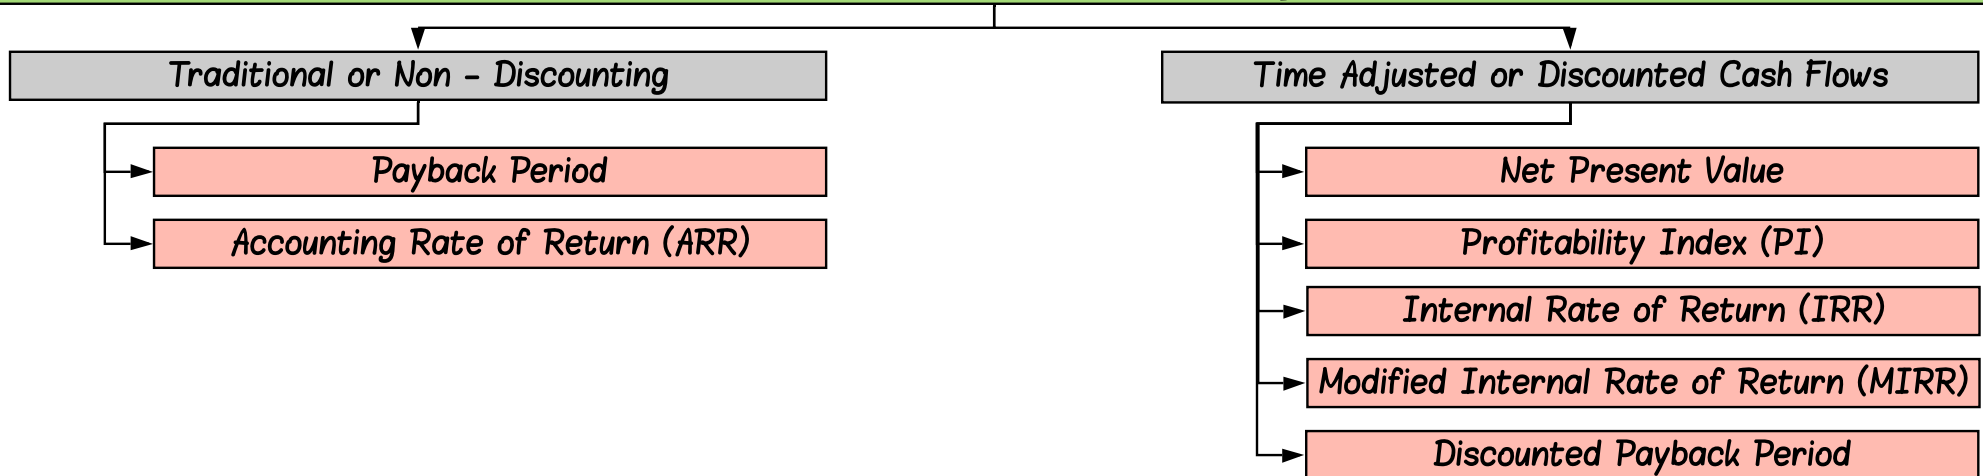 Traditional or Non - Discounting
Payback Period
Accounting Rate of Return (ARR)
Time Adjusted or Discounted Cash Flows
Net Present Value
Profitability Index (PI)
Internal Rate of Return (IRR)
Modified Internal Rate of Return (MIRR)
Discounted Payback Period